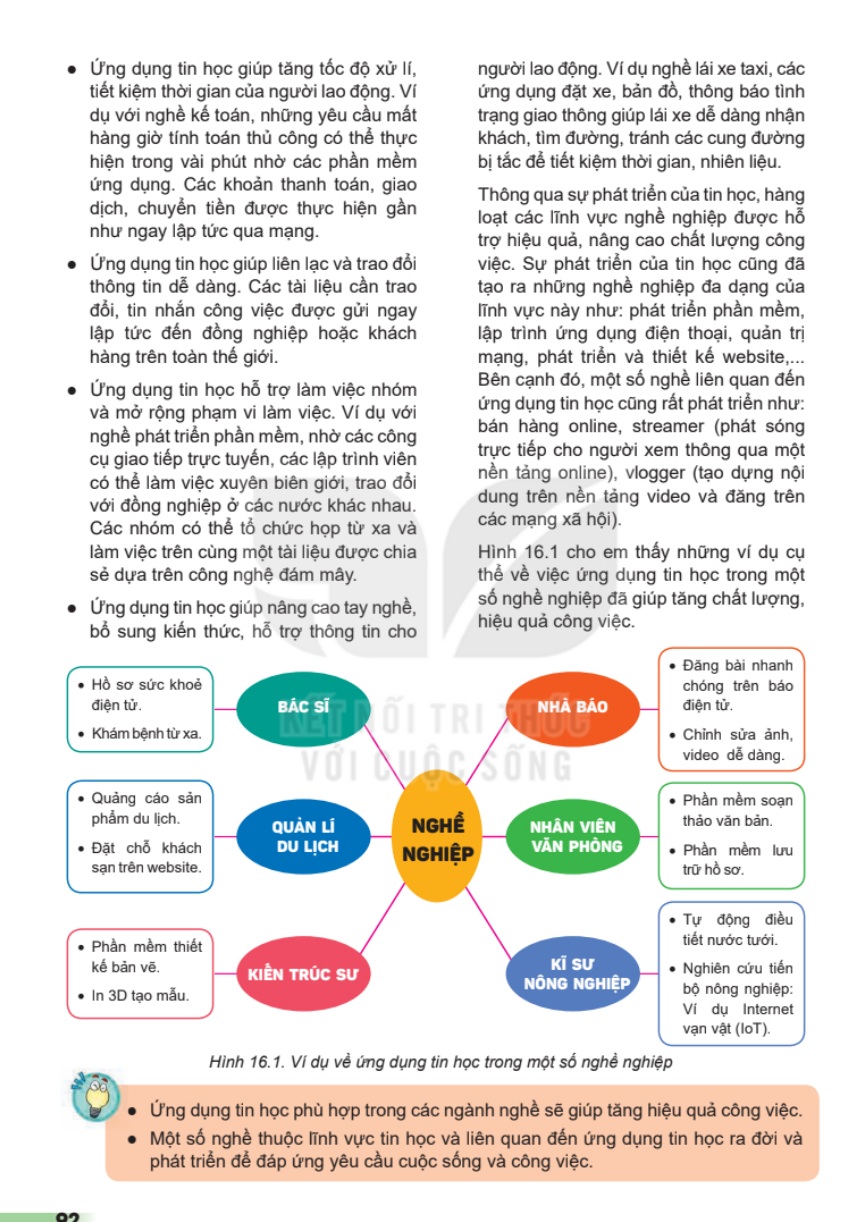 ● Ứng dụng tin học giúp tăng tốc độ xử lí,
tiết kiệm thời gian của người lao động. Ví
dụ với nghề kế toán, những yêu cầu mất
hàng giờ tính toán thủ công có thể thực
hiện trong vài phút nhờ các phần mềm
ứng dụng. Các khoản thanh toán, giao
dịch, chuyển tiền được thực hiện gần
như ngay lập tức qua mạng.
● Ứng dụng tin học giúp liên lạc và trao đổi
thông tin dễ dàng. Các tài liệu cần trao
đổi, tin nhắn công việc được gửi ngay
lập tức đến đồng nghiệp hoặc khách
hàng trên toàn thế giới.
● Ứng dụng tin học hỗ trợ làm việc nhóm
và mở rộng phạm vi làm việc. Ví dụ với
nghề phát triển phần mềm, nhờ các công
cụ giao tiếp trực tuyến, các lập trình viên
có thể làm việc xuyên biên giới, trao đổi
với đồng nghiệp ở các nước khác nhau.
Các nhóm có thể tổ chức họp từ xa và
làm việc trên cùng một tài liệu được chia
sẻ dựa trên công nghệ đám mây.
● Ứng dụng tin học giúp nâng cao tay nghề,
bổ sung kiến thức, hỗ trợ thông tin cho
người lao động. Ví dụ nghề lái xe taxi, các
ứng dụng đặt xe, bản đồ, thông báo tình
trạng giao thông giúp lái xe dễ dàng nhận
khách, tìm đường, tránh các cung đường
bị tắc để tiết kiệm thời gian, nhiên liệu.
Thông qua sự phát triển của tin học, hàng
loạt các lĩnh vực nghề nghiệp được hỗ
trợ hiệu quả, nâng cao chất lượng công
việc. Sự phát triển của tin học cũng đã
tạo ra những nghề nghiệp đa dạng của
lĩnh vực này như: phát triển phần mềm,
lập trình ứng dụng điện thoại, quản trị
mạng, phát triển và thiết kế website,...
Bên cạnh đó, một số nghề liên quan đến
ứng dụng tin học cũng rất phát triển như:
bán hàng online, streamer (phát sóng
trực tiếp cho người xem thông qua một
nền tảng online), vlogger (tạo dựng nội
dung trên nền tảng video và đăng trên
các mạng xã hội).
Hình 16.1 cho em thấy những ví dụ cụ
thể về việc ứng dụng tin học trong một
số nghề nghiệp đã giúp tăng chất lượng,
hiệu quả công việc.
KẾT NỐI TRI THỨC
VỚI CUỘC SỐNG
NGHỀ
NGHIỆP
BÁC SĨ
● Hồ sơ sức khoẻ
điện tử.
● Khám bệnh từ xa.
QUẢN LÍ
DU LỊCH
● Quảng cáo sản
phẩm du lịch.
● Đặt chỗ khách
sạn trên website.
KIẾN TRÚC SƯ
● Phần mềm thiết
kế bản vẽ.
● In 3D tạo mẫu.
NHÀ BÁO
● Đăng bài nhanh
chóng trên báo
điện tử.
● Chỉnh sửa ảnh,
video dễ dàng.
NHÂN VIÊN
VĂN PHÒNG
● Phần mềm soạn
thảo văn bản.
● Phần mềm lưu
trữ hồ sơ.
KĨ SƯ
NÔNG NGHIỆP
● Tự động điều
tiết nước tưới.
● Nghiên cứu tiến
bộ nông nghiệp:
Ví dụ Internet
vạn vật (IoT).
Hình 16.1. Ví dụ về ứng dụng tin học trong một số nghề nghiệp
● Ứng dụng tin học phù hợp trong các ngành nghề sẽ giúp tăng hiệu quả công việc.
● Một số nghề thuộc lĩnh vực tin học và liên quan đến ứng dụng tin học ra đời và
phát triển để đáp ứng yêu cầu cuộc sống và công việc.
92